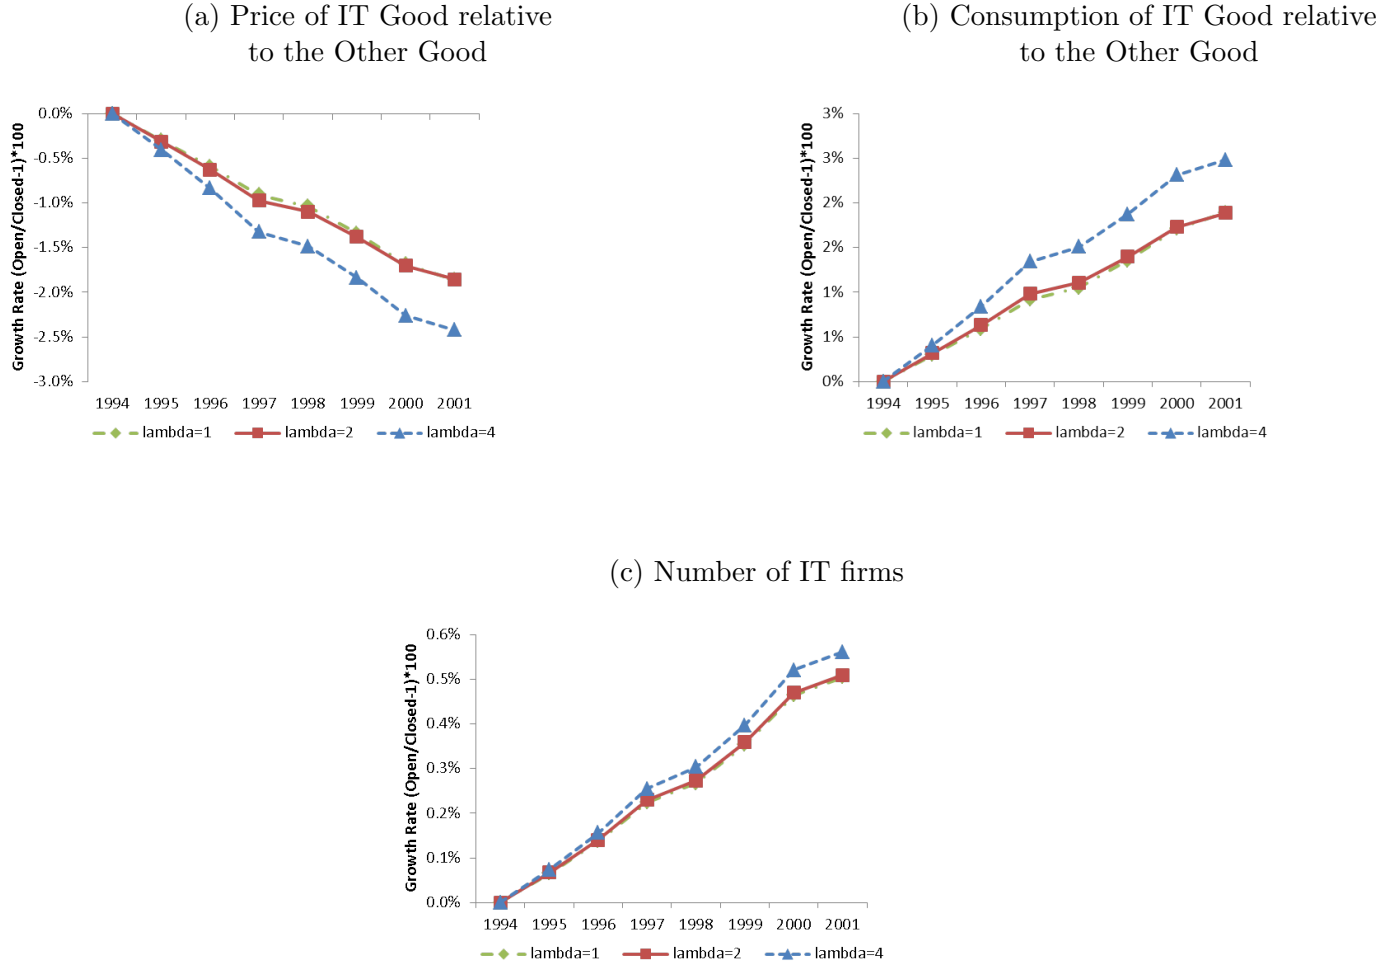 (a) Price of IT Good relative
to the Other Good
Growth Rate (Open/Closed-1)*100
0.0%
-0.5%
-1.0%
-1.5%
-2.0%
-2.5%
-3.0%
1994 1995 1996 1997 1998 1999 2000 2001
lambda=1 lambda=2 lambda=4
(b) Consumption of IT Good relative
to the Other Good
Growth Rate (Open/Closed-1)*100
3%
3%
2%
2%
1%
1%
0%
1994 1995 1996 1997 1998 1999 2000 2001
lambda=1 lambda=2 lambda=4
(c) Number of IT firms
Growth Rate (Open/Closed-1)*100
0.6%
0.5%
0.4%
0.3%
0.2%
0.1%
0.0%
1994 1995 1996 1997 1998 1999 2000 2001
lambda=1 lambda=2 lambda=4